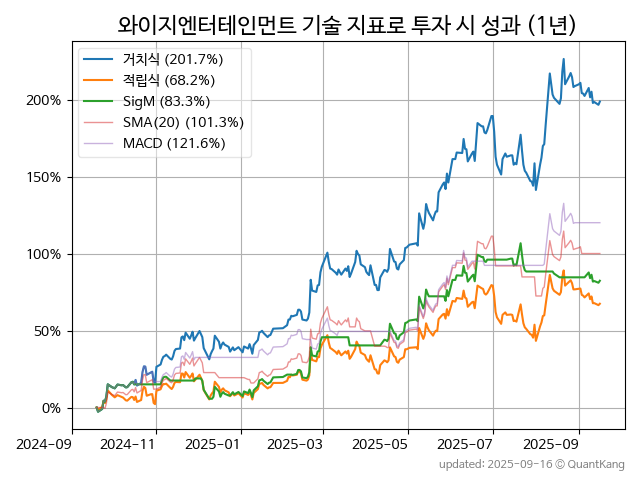 와이지엔터테인먼트 기술 지표로 투자 시 성과 (1년)
거치식 (201.7%)
적립식 (68.2%)
SigM (83.3%)
SMA(20) (101.3%)
MACD (121.6%)
200%
150%
100%
50%
0%
2024-09 2024-11 2025-01 2025-03 2025-05 2025-07 2025-09
updated: 2025-09-16 © QuantKang